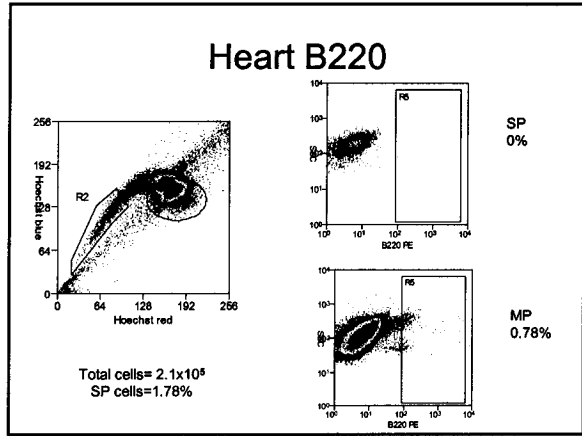 Heart B220
256
192
128
64
0
Hoechst blue
R2
0 64 128 192 256
Hoechst red
Total cells= 2.1x10⁵
SP cells=1.78%
10⁴
10³
10²
10¹
10⁰
R5
10⁰ 10¹ 10² 10³ 10⁴
B220 PE
SP
0%
10⁴
10³
10²
10¹
10⁰
R5
10⁰ 10¹ 10² 10³ 10⁴
B220 PE
MP
0.78%